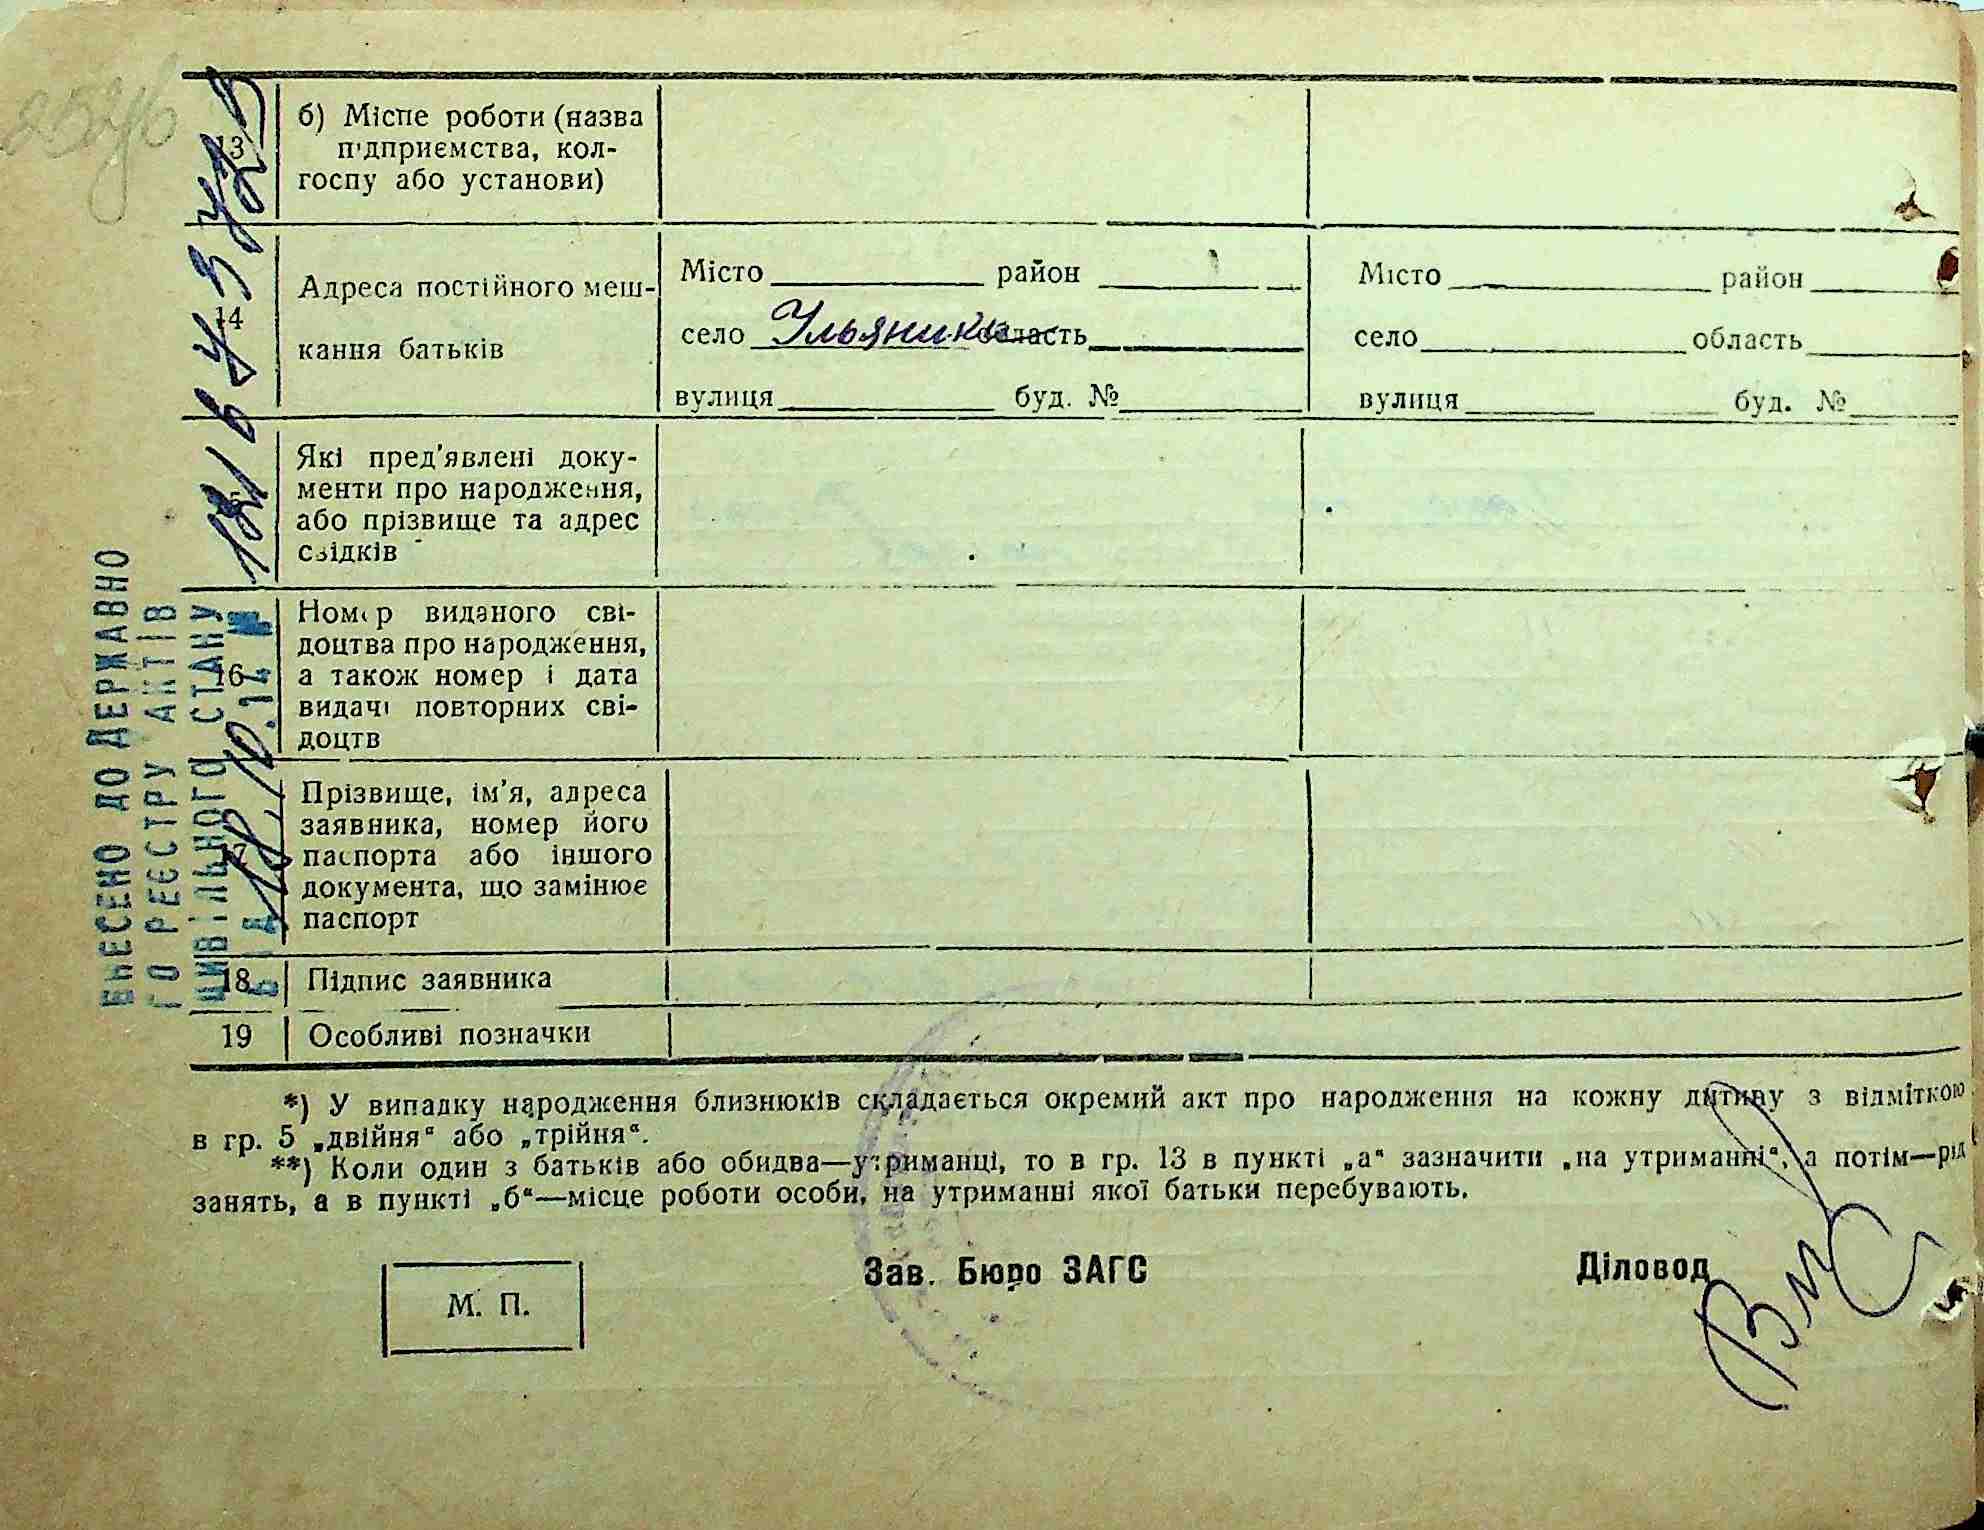 13 б) Місце роботи (назва
підприємства, кол-
госпу або установи)
14 Адреса постійного меш-
кання батьків
Місто район
село Ульяники область
вулиця буд. №
Місто район
село область
вулиця буд. №
Які пред'явлені доку-
менти про народження,
або прізвище та адрес
свідків
16 Номер виданого сві-
доцтва про народження,
а також номер і дата
видачі повторних сві-
доцтв
17 Прізвище, ім'я, адреса
заявника, номер його
паспорта або іншого
документа, що замінює
паспорт
18 Підпис заявника
19 Особливі позначки
*) У випадку народження близнюків складається окремий акт про народження на кожну дитину з відміткою
в гр. 5 „двійня“ або „трійня“.
**) Коли один з батьків або обидва—утриманці, то в гр. 13 в пункті „а“ зазначити „на утриманні“, а потім—рід
занять, а в пункті „б“—місце роботи особи, на утриманні якої батьки перебувають.
М. П.
Зав. Бюро ЗАГС
Діловод
ВНЕСЕНО ДО ДЕРЖАВНО
ГО РЕЄСТРУ АКТІВ
ЦИВІЛЬНОГО СТАНУ
ВІД 18.10.12